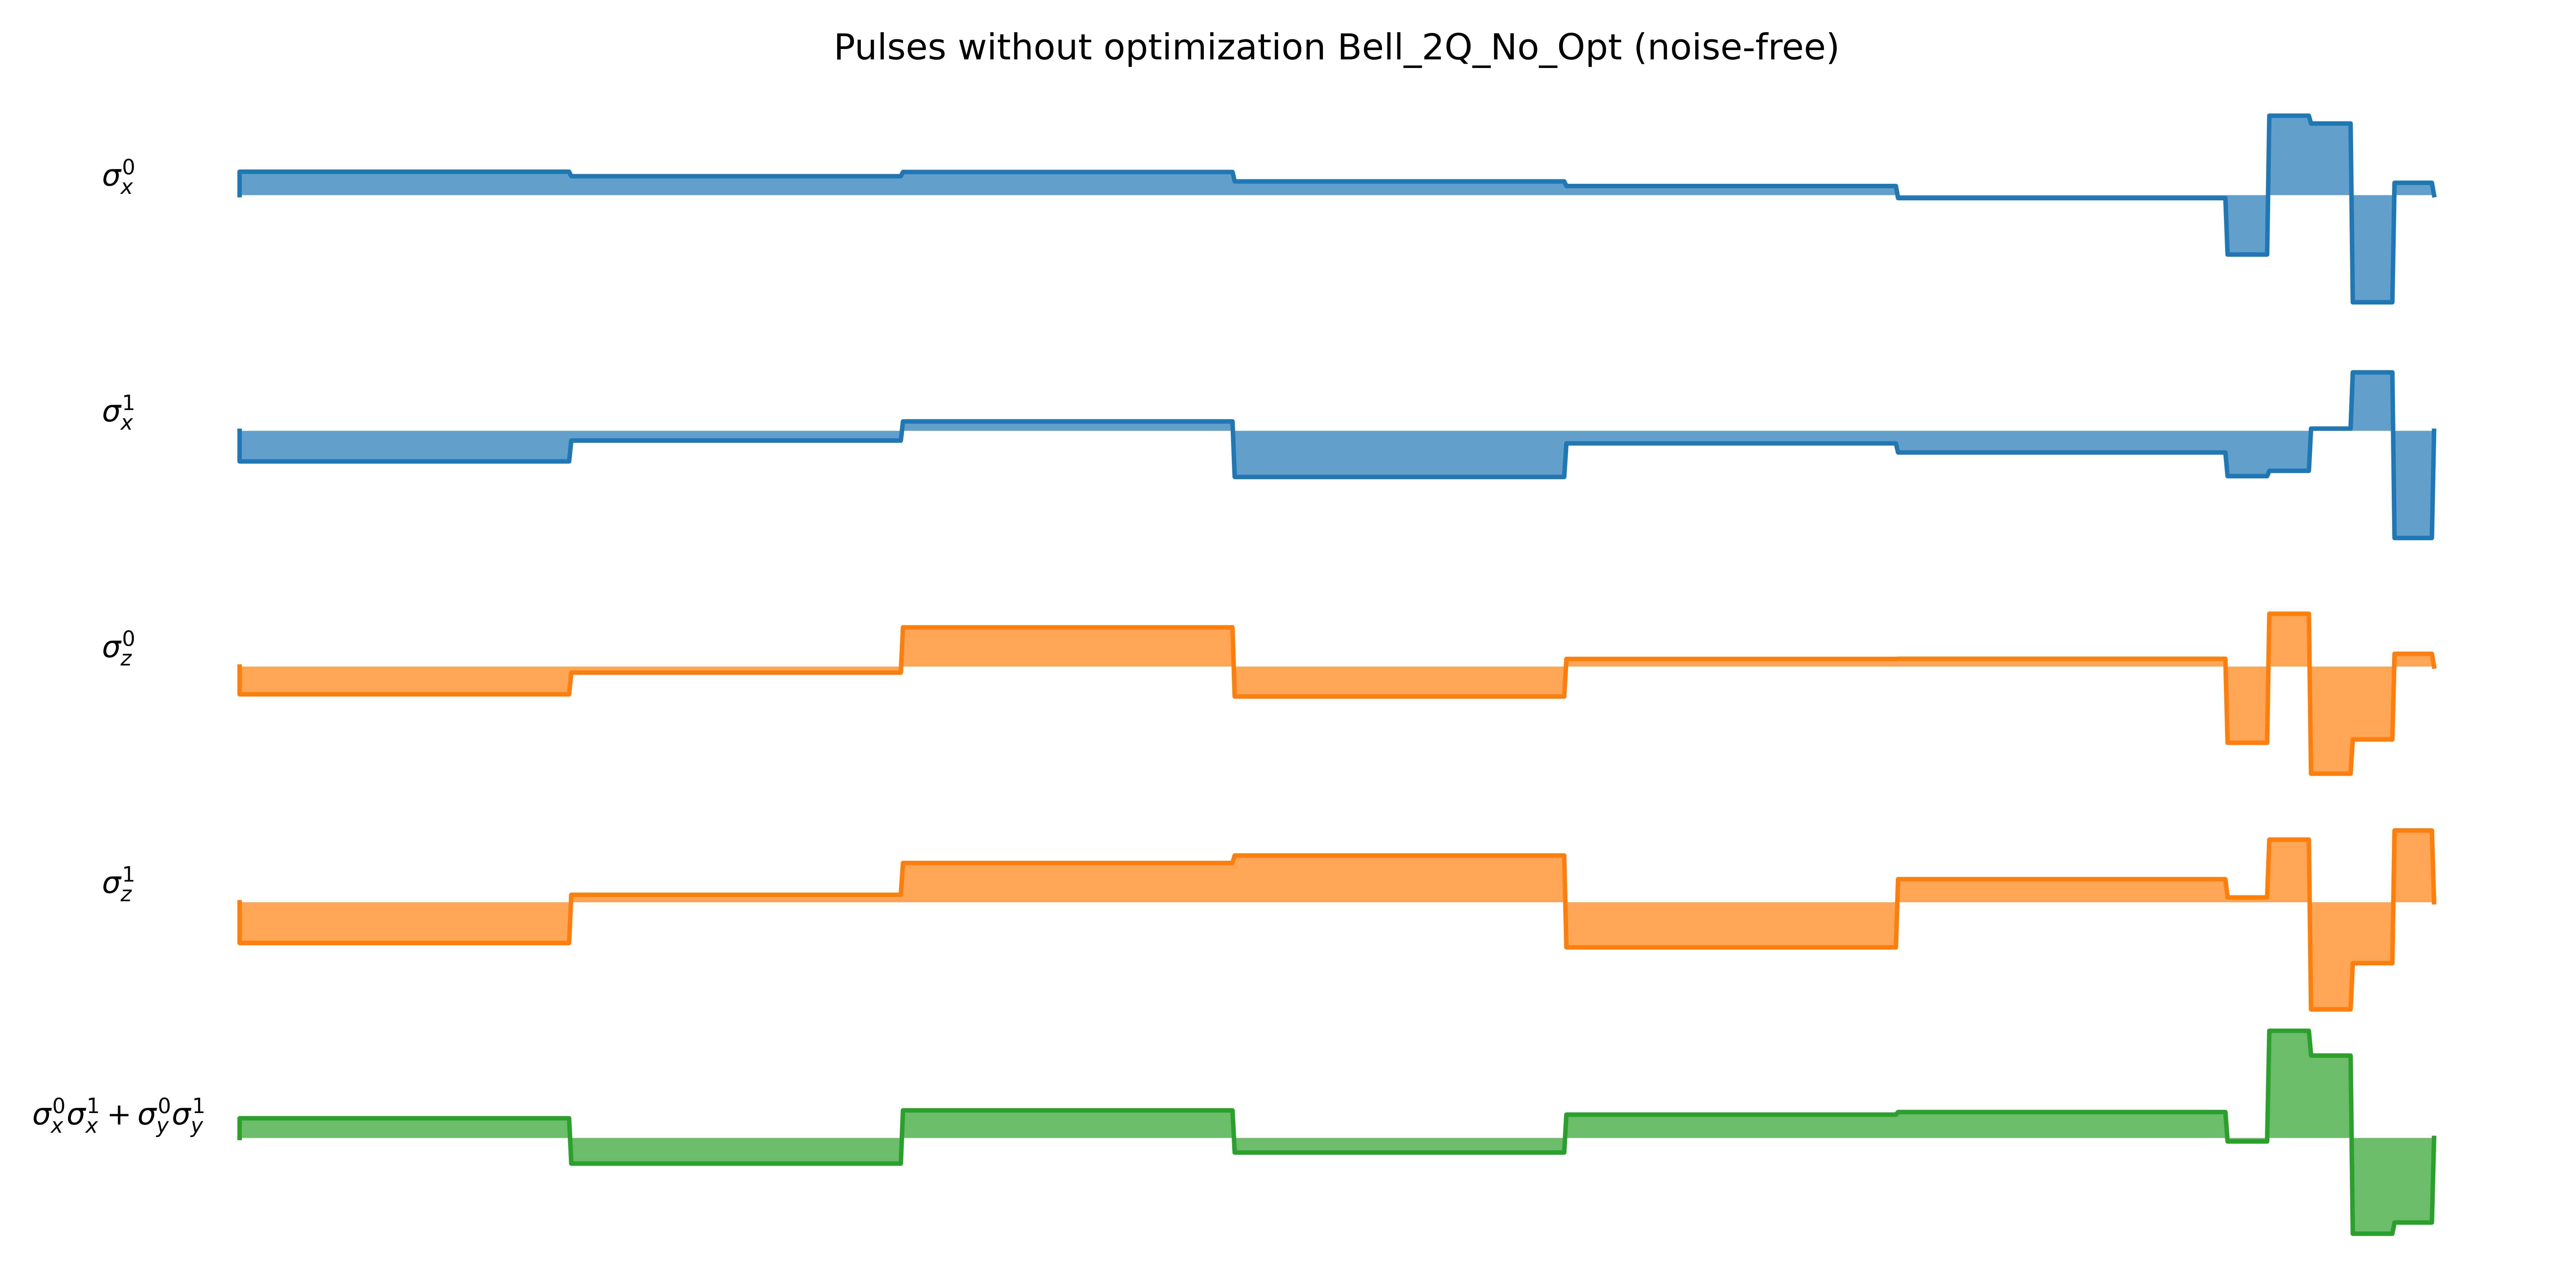 Pulses without optimization Bell_2Q_No_Opt (noise-free)
σ_x^0
σ_x^1
σ_z^0
σ_z^1
σ_x^0σ_x^1 + σ_y^0σ_y^1